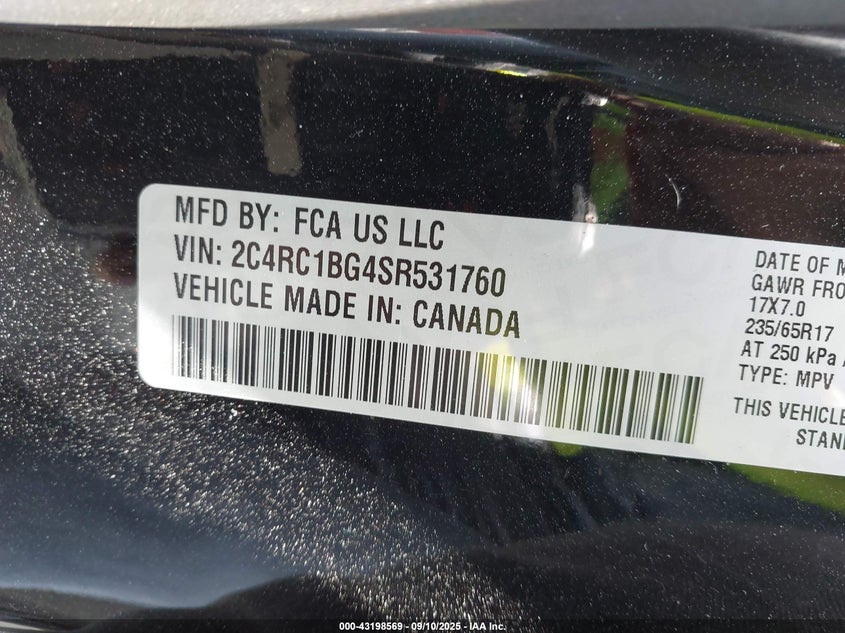 MFD BY: FCA US LLC
VIN: 2C4RC1BG4SR531760
VEHICLE MADE IN: CANADA
DATE OF M
GAWR FRO
17X7.0
235/65R17
AT 250 kPa
TYPE: MPV
THIS VEHICLE
STAN
000-43198569 - 09/10/2025 - IAA Inc.